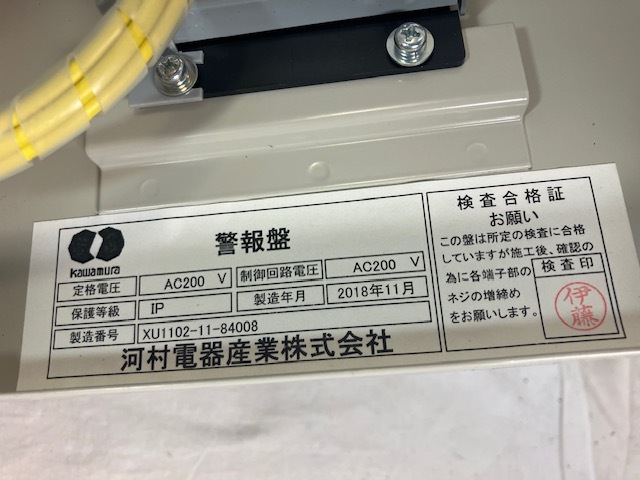 Kawamura
警報盤
定格電圧 AC200 V 制御回路電圧 AC200 V
保護等級 IP 製造年月 2018年11月
製造番号 XU1102-11-84008
河村電器産業株式会社
検査合格証
お願い
この盤は所定の検査に合格
していますが施工後、確認の
為に各端子部の
ネジの増締め
をお願いします。
検査印
伊藤